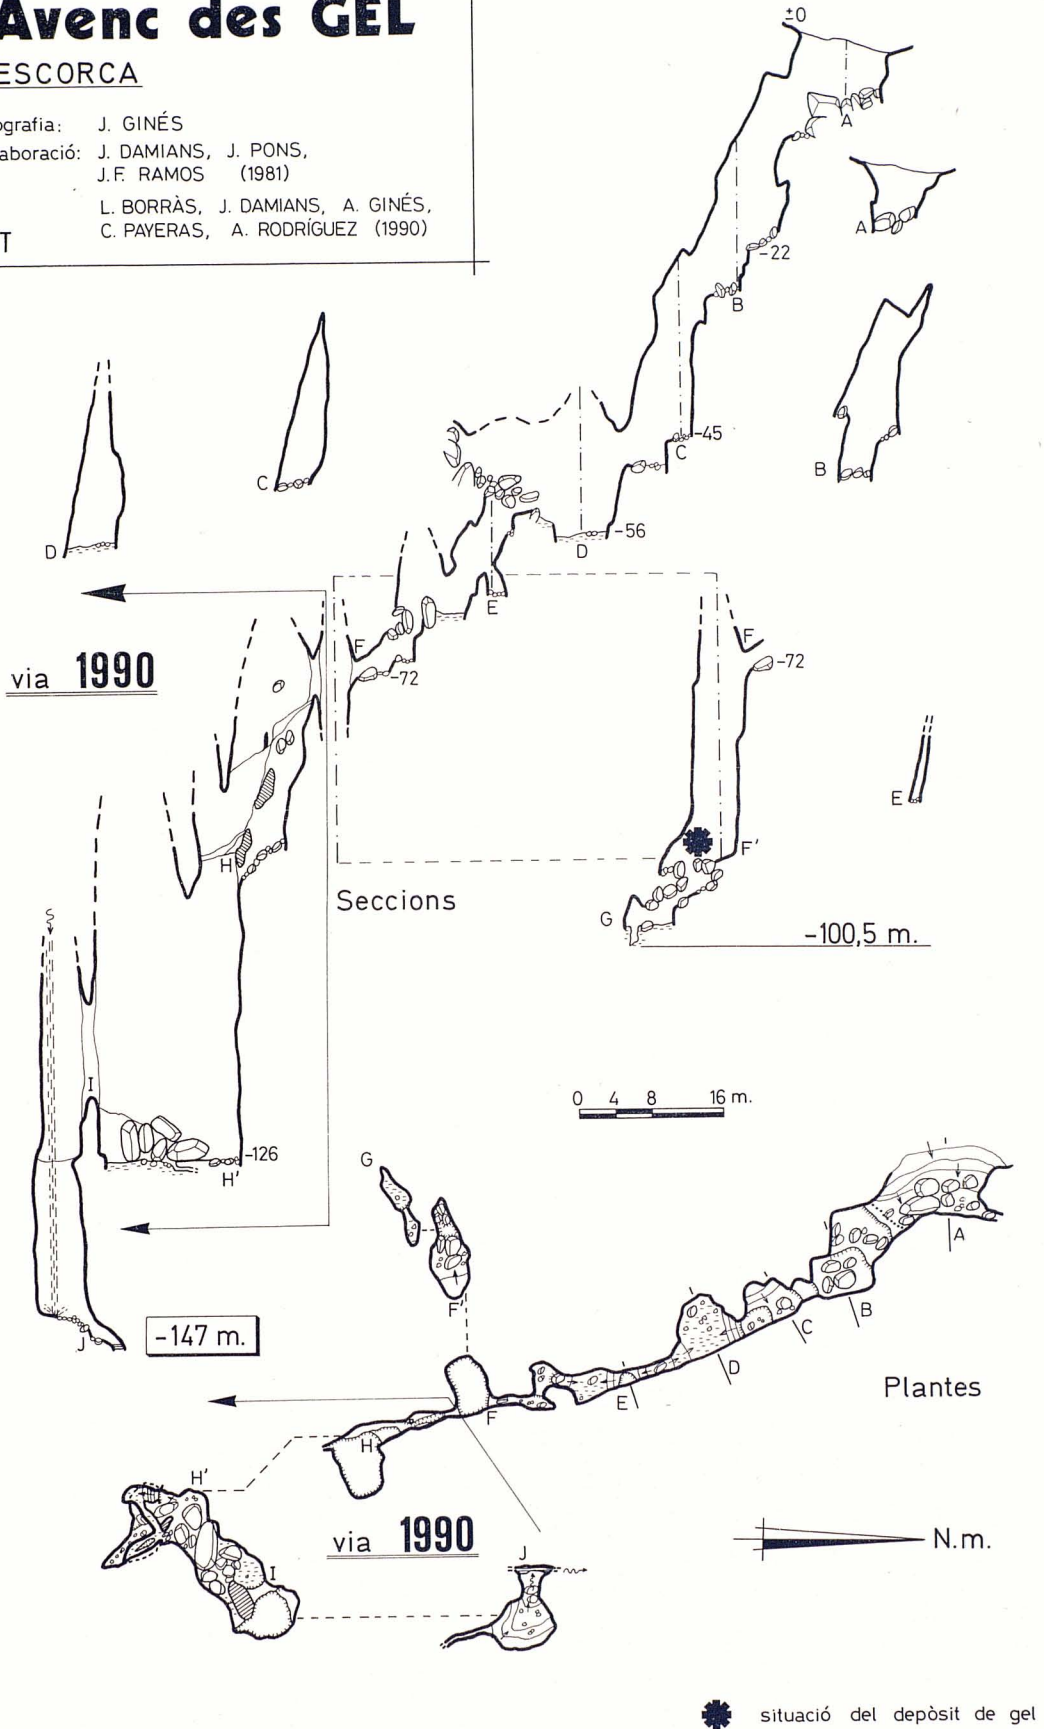 Avenc des GEL
ESCORCA
J. GINÉS
J. DAMIANS, J. PONS,
J.F. RAMOS (1981)
L. BORRÀS, J. DAMIANS, A. GINÉS,
C. PAYERAS, A. RODRÍGUEZ (1990)
±0
A
A
-22
B
B
-45
C
C
-56
D
D
E
E
F
-72
F
-72
via 1990
H
F'
G
-100,5 m.
Seccions
I
-126
H'
J
-147 m.
0 4 8 16 m.
G
F'
A
B
C
D
E
F
H
Plantes
H'
I
via 1990
J
N.m.
situació del depòsit de gel